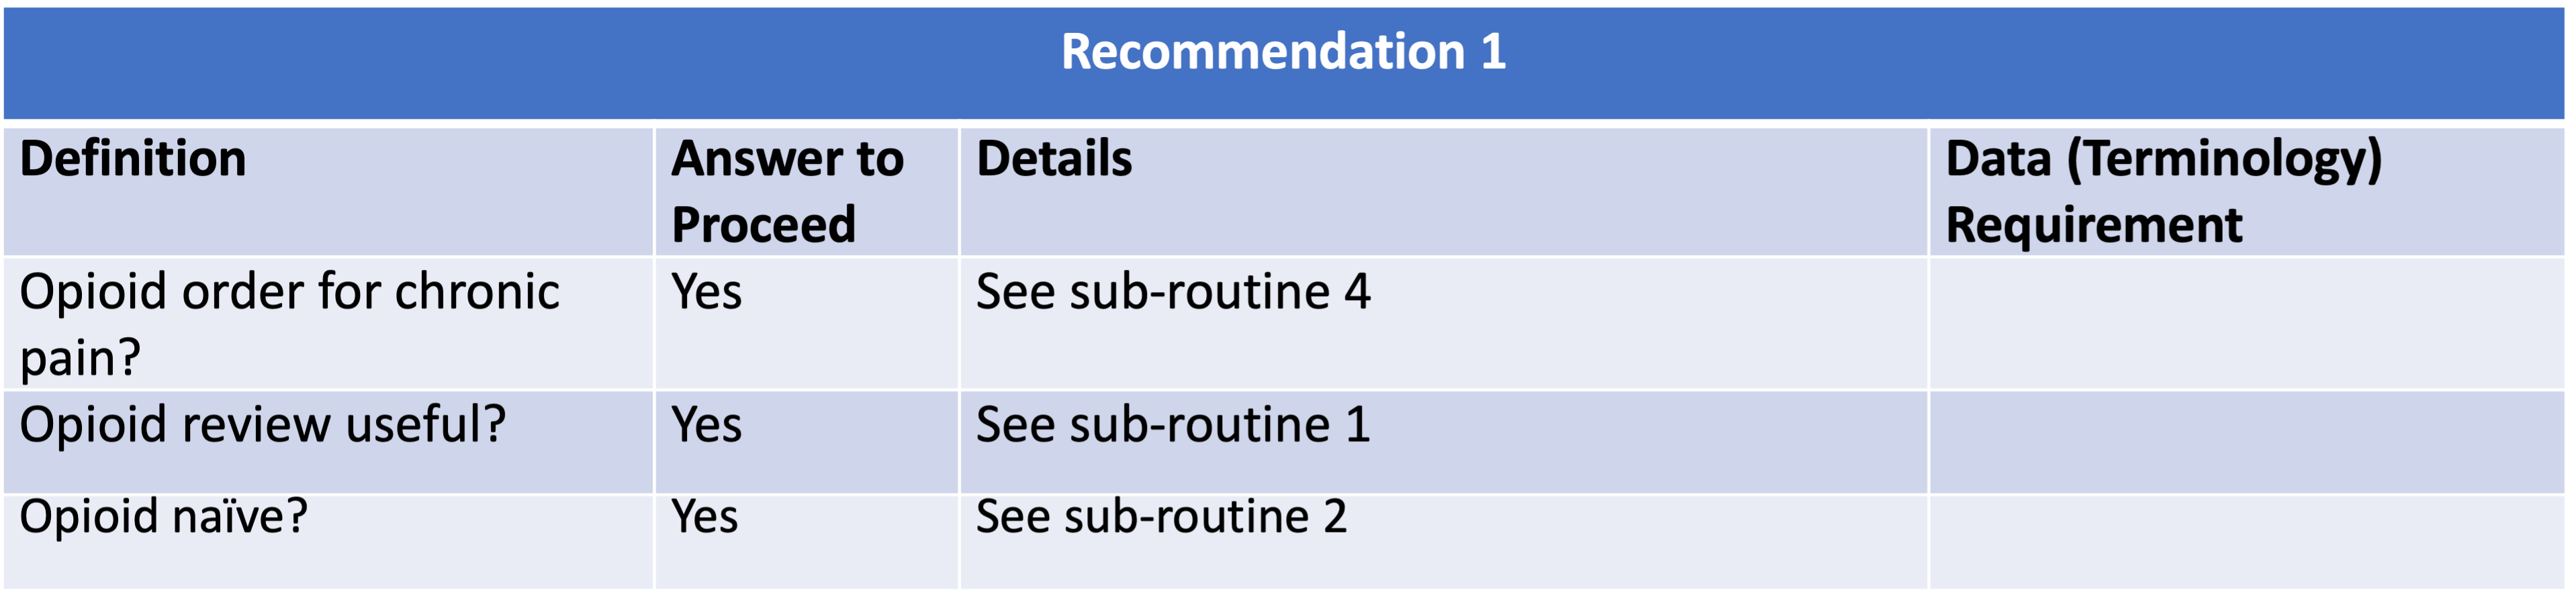 Recommendation 1
Definition
Answer to
Proceed
Details
Data (Terminology)
Requirement
Opioid order for chronic
pain?
Yes
See sub-routine 4
Opioid review useful?
Yes
See sub-routine 1
Opioid naïve?
Yes
See sub-routine 2